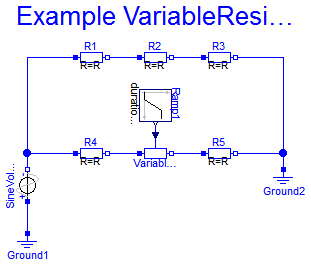 Example VariableResi...
R1 R2 R3
R=R R=R R=R
Ramp1
duratio...
R4 R5
R=R Variabl... R=R
SineVol...
-
+
Ground2
Ground1